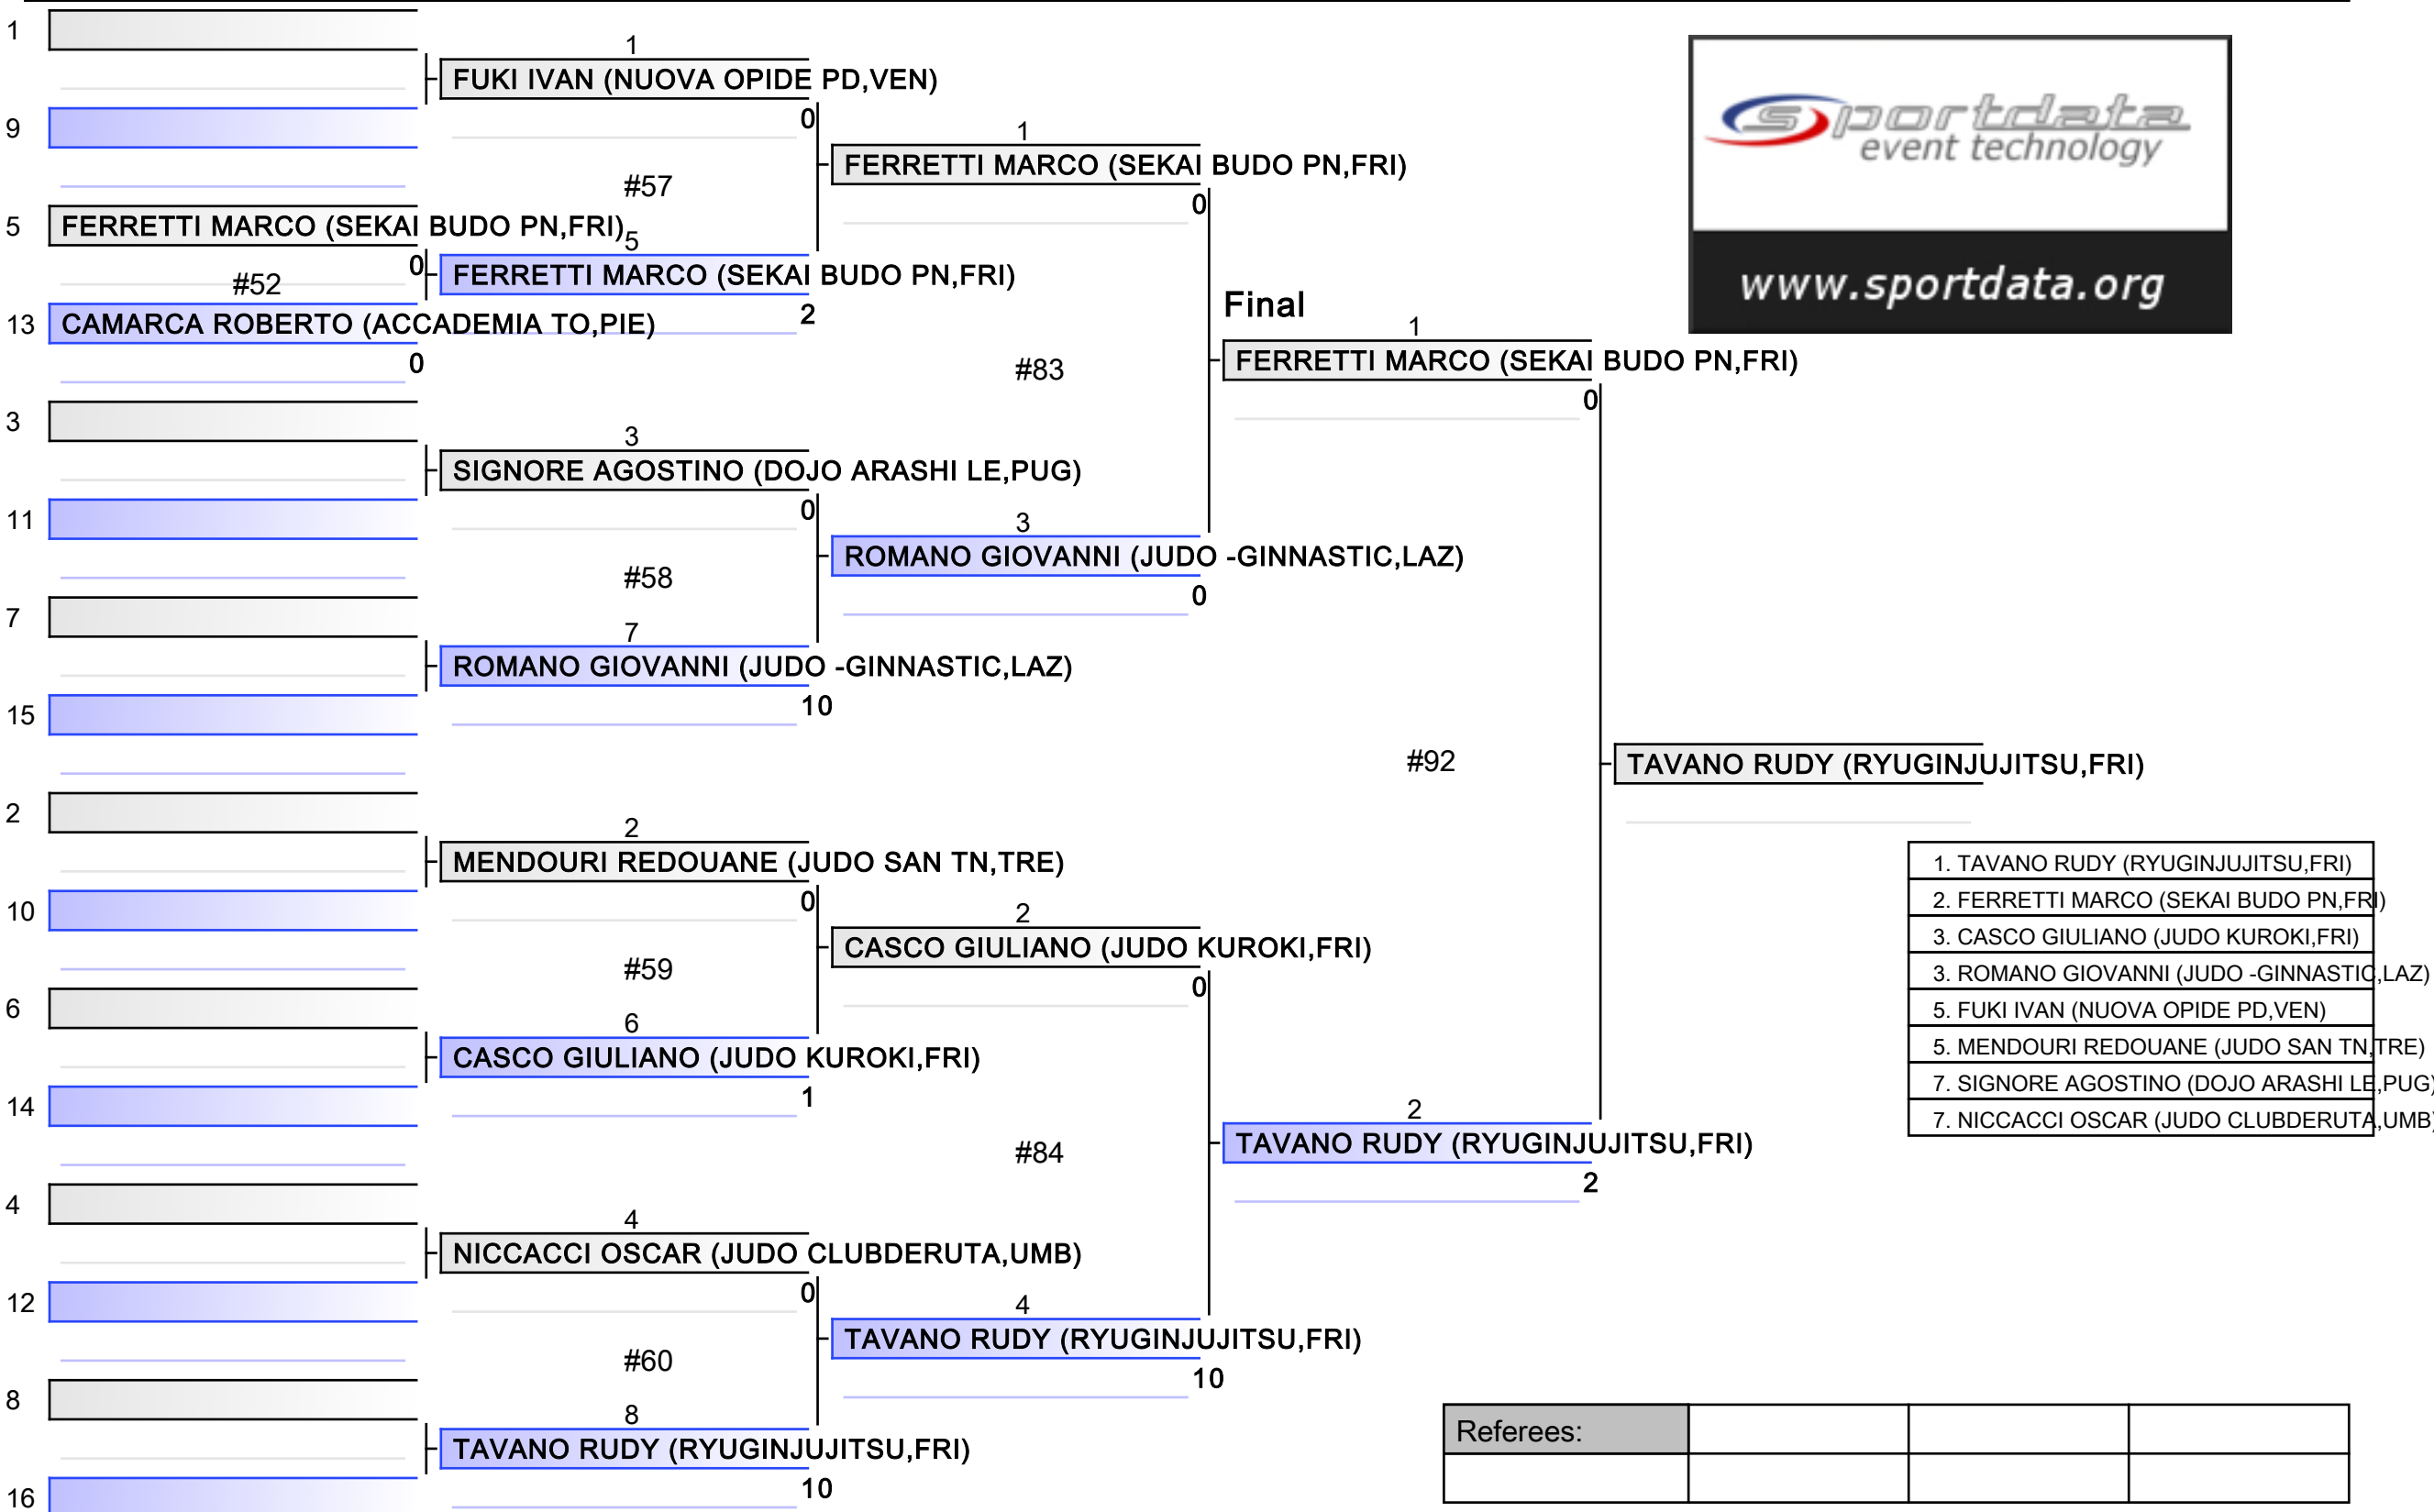 1
1
FUKI IVAN (NUOVA OPIDE PD,VEN)
0
9
1
FERRETTI MARCO (SEKAI BUDO PN,FRI)
0
#57
5
FERRETTI MARCO (SEKAI BUDO PN,FRI)
0
5
FERRETTI MARCO (SEKAI BUDO PN,FRI)
2
#52
13
CAMARCA ROBERTO (ACCADEMIA TO,PIE)
0
#83
Final
1
FERRETTI MARCO (SEKAI BUDO PN,FRI)
0
sportdata
event technology
www.sportdata.org
3
3
SIGNORE AGOSTINO (DOJO ARASHI LE,PUG)
0
11
3
ROMANO GIOVANNI (JUDO -GINNASTIC,LAZ)
0
#58
7
7
ROMANO GIOVANNI (JUDO -GINNASTIC,LAZ)
10
15
#92
TAVANO RUDY (RYUGINJUJITSU,FRI)
2
2
MENDOURI REDOUANE (JUDO SAN TN,TRE)
0
10
2
CASCO GIULIANO (JUDO KUROKI,FRI)
0
#59
6
6
CASCO GIULIANO (JUDO KUROKI,FRI)
1
14
#84
2
TAVANO RUDY (RYUGINJUJITSU,FRI)
2
1. TAVANO RUDY (RYUGINJUJITSU,FRI)
2. FERRETTI MARCO (SEKAI BUDO PN,FRI)
3. CASCO GIULIANO (JUDO KUROKI,FRI)
3. ROMANO GIOVANNI (JUDO -GINNASTIC,LAZ)
5. FUKI IVAN (NUOVA OPIDE PD,VEN)
5. MENDOURI REDOUANE (JUDO SAN TN,TRE)
7. SIGNORE AGOSTINO (DOJO ARASHI LE,PUG)
7. NICCACCI OSCAR (JUDO CLUBDERUTA,UMB)
4
4
NICCACCI OSCAR (JUDO CLUBDERUTA,UMB)
0
12
4
TAVANO RUDY (RYUGINJUJITSU,FRI)
10
#60
8
8
TAVANO RUDY (RYUGINJUJITSU,FRI)
10
16
Referees: